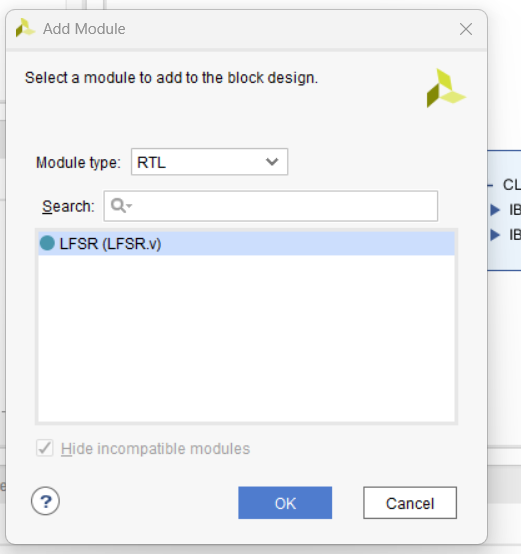 Add Module
Select a module to add to the block design.
Module type: RTL
Search:
LFSR (LFSR.v)
Hide incompatible modules
? OK Cancel
CL
IB
IB